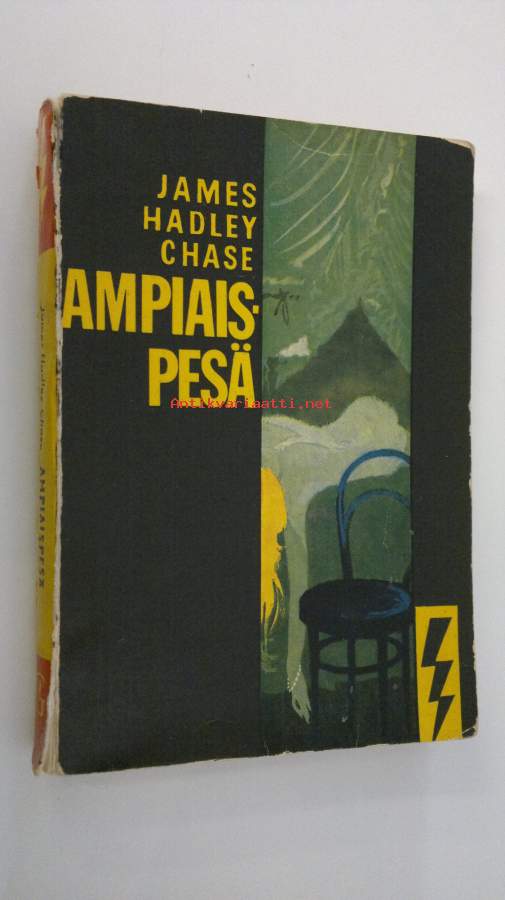 JAMES
HADLEY
CHASE
AMPIAIS-
PESÄ
Antikvariaatti.net
James Hadley Chase AMPIAISPESÄ